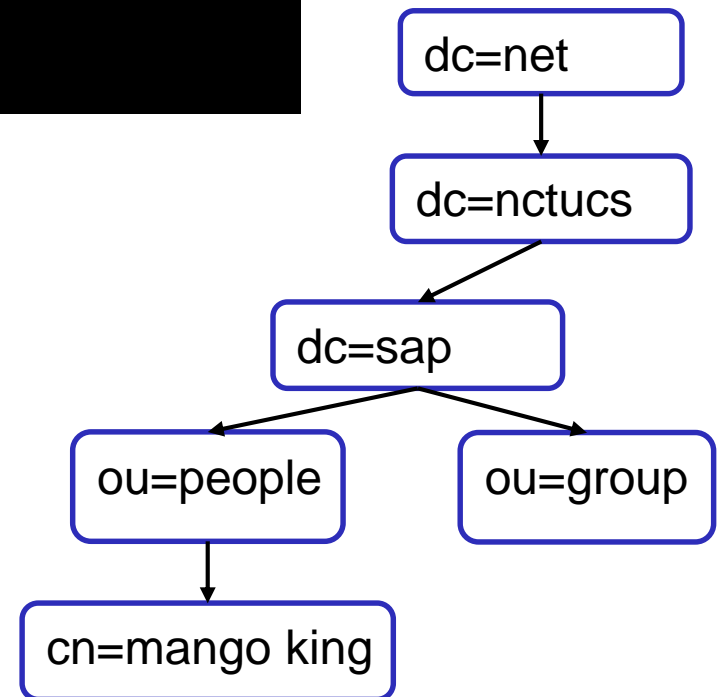 dc=net
dc=nctucs
dc=sap
ou=people
ou=group
cn=mango king